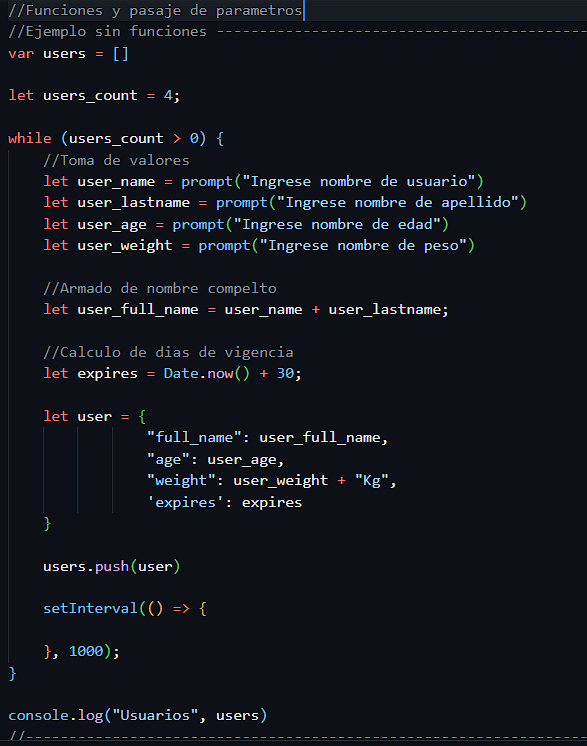 //Funciones y pasaje de parametros
//Ejemplo sin funciones -------------------------------------------
var users = []
let users_count = 4;
while (users_count > 0) {
//Toma de valores
let user_name = prompt("Ingrese nombre de usuario")
let user_lastname = prompt("Ingrese nombre de apellido")
let user_age = prompt("Ingrese nombre de edad")
let user_weight = prompt("Ingrese nombre de peso")
//Armado de nombre compelto
let user_full_name = user_name + user_lastname;
//Calculo de dias de vigencia
let expires = Date.now() + 30;
let user = {
"full_name": user_full_name,
"age": user_age,
"weight": user_weight + "Kg",
'expires': expires
}
users.push(user)
setInterval(() => {
}, 1000);
}
console.log("Usuarios", users)
//-----------------------------------------------------------------